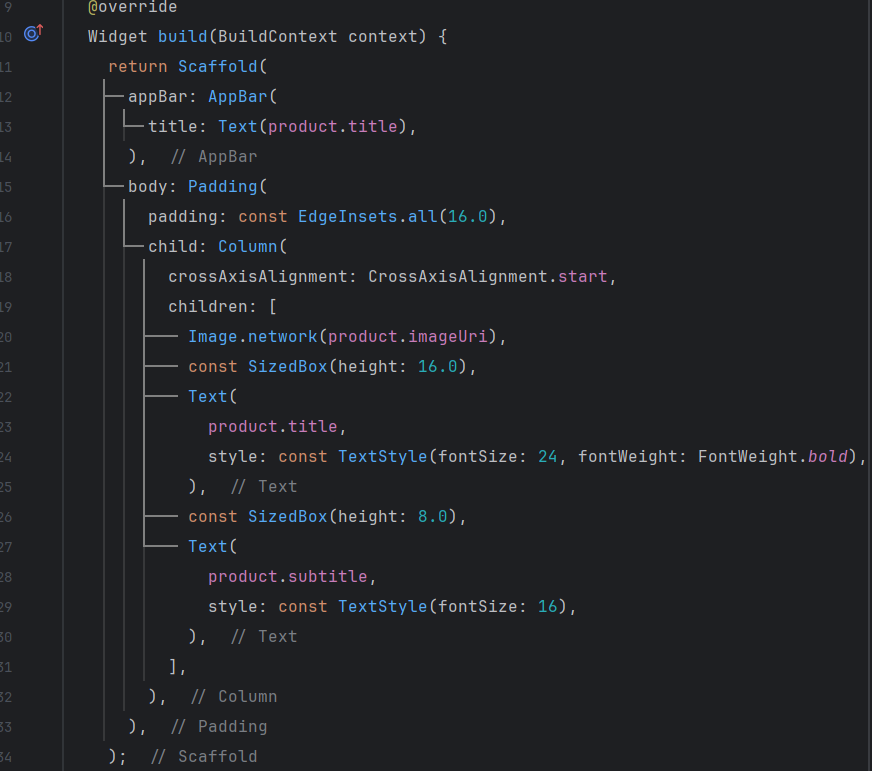 9 @override
10 Widget build(BuildContext context) {
11 return Scaffold(
12 appBar: AppBar(
13 title: Text(product.title),
14 ), // AppBar
15 body: Padding(
16 padding: const EdgeInsets.all(16.0),
17 child: Column(
18 crossAxisAlignment: CrossAxisAlignment.start,
19 children: [
20 Image.network(product.imageUri),
21 const SizedBox(height: 16.0),
22 Text(
23 product.title,
24 style: const TextStyle(fontSize: 24, fontWeight: FontWeight.bold),
25 ), // Text
26 const SizedBox(height: 8.0),
27 Text(
28 product.subtitle,
29 style: const TextStyle(fontSize: 16),
30 ), // Text
31 ],
32 ), // Column
33 ), // Padding
34 ); // Scaffold